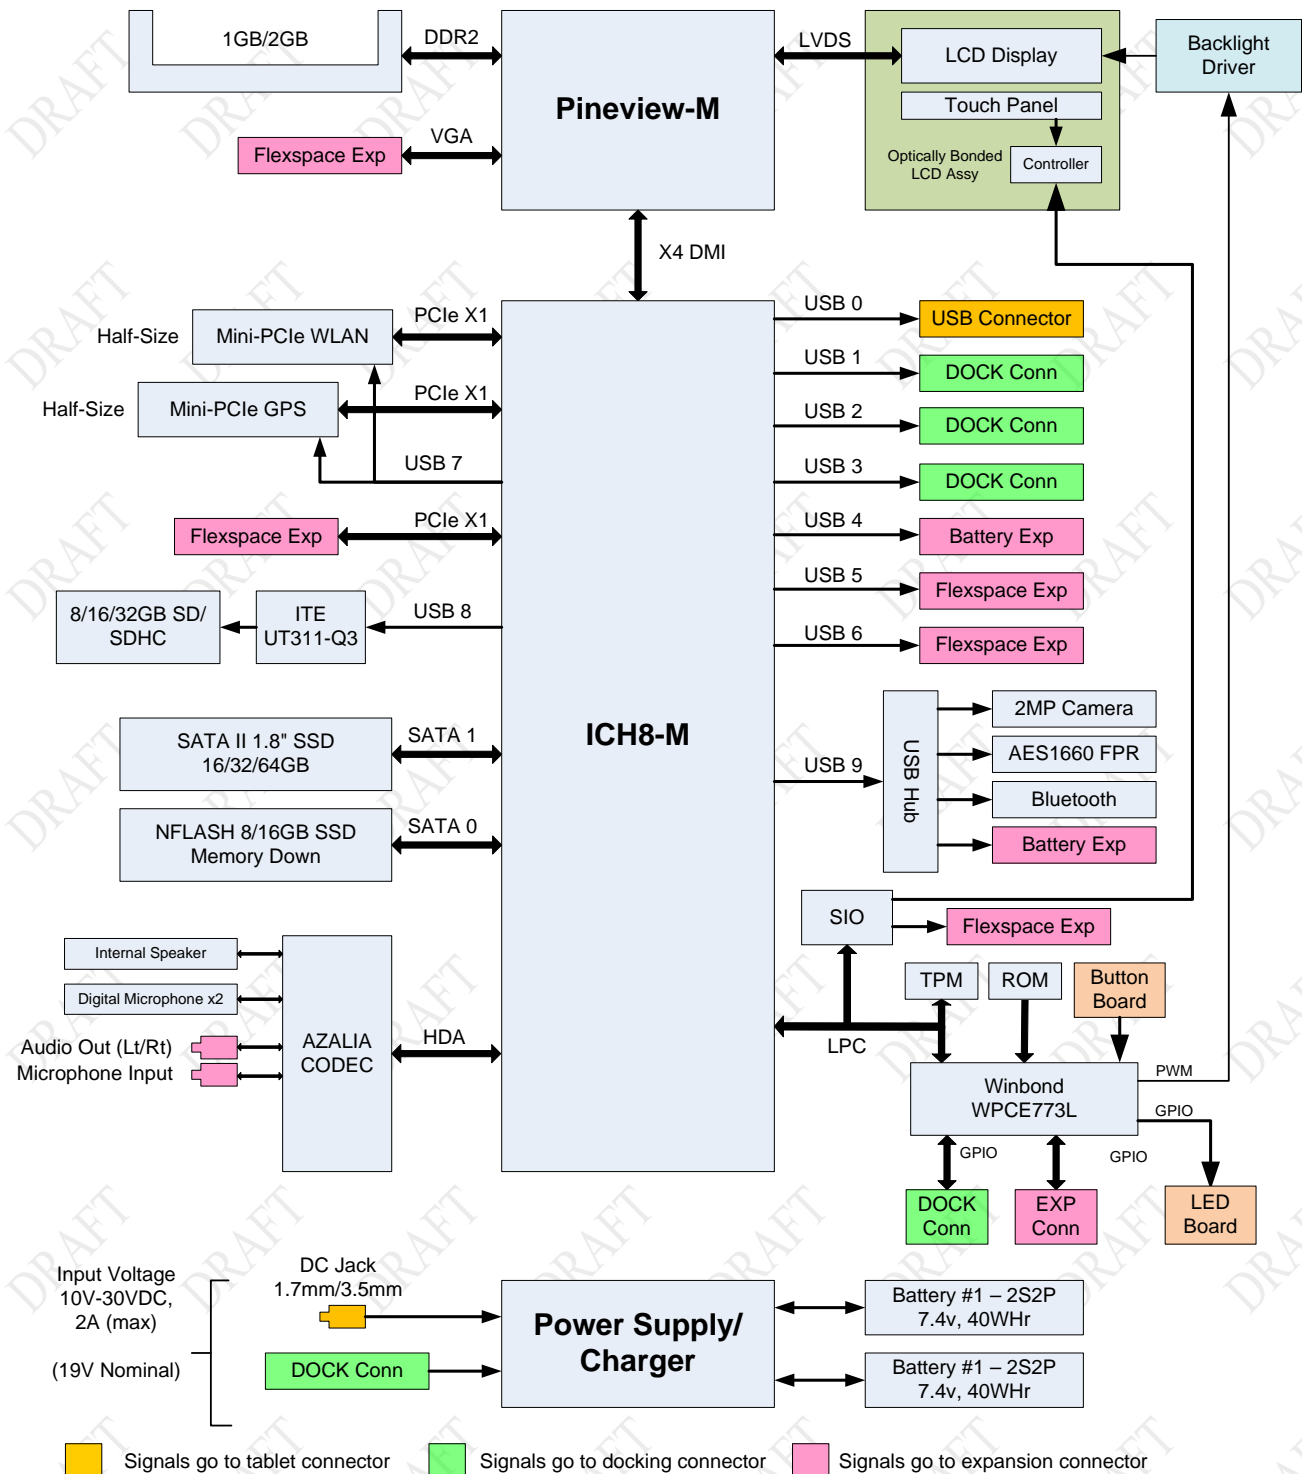 1GB/2GB
DDR2
Pineview-M
LVDS
LCD Display
Backlight
Driver
Touch Panel
VGA
Flexspace Exp
Optically Bonded
LCD Assy
Controller
X4 DMI
Half-Size
Mini-PCIe WLAN
PCIe X1
Half-Size
Mini-PCIe GPS
PCIe X1
USB 7
Flexspace Exp
PCIe X1
8/16/32GB SD/
SDHC
ITE
UT311-Q3
USB 8
SATA II 1.8" SSD
16/32/64GB
SATA 1
NFLASH 8/16GB SSD
Memory Down
SATA 0
ICH8-M
USB 0
USB Connector
USB 1
DOCK Conn
USB 2
DOCK Conn
USB 3
DOCK Conn
USB 4
Battery Exp
USB 5
Flexspace Exp
USB 6
Flexspace Exp
USB 9
USB Hub
2MP Camera
AES1660 FPR
Bluetooth
Battery Exp
SIO
Flexspace Exp
Internal Speaker
Digital Microphone x2
Audio Out (Lt/Rt)
Microphone Input
AZALIA
CODEC
HDA
LPC
TPM
ROM
Button
Board
Winbond
WPCE773L
PWM
GPIO
GPIO
GPIO
DOCK
Conn
EXP
Conn
LED
Board
Input Voltage
10V-30VDC,
2A (max)
(19V Nominal)
DC Jack
1.7mm/3.5mm
DOCK Conn
Power Supply/
Charger
Battery #1 – 2S2P
7.4v, 40WHr
Battery #1 – 2S2P
7.4v, 40WHr
Signals go to tablet connector
Signals go to docking connector
Signals go to expansion connector
DRAFT